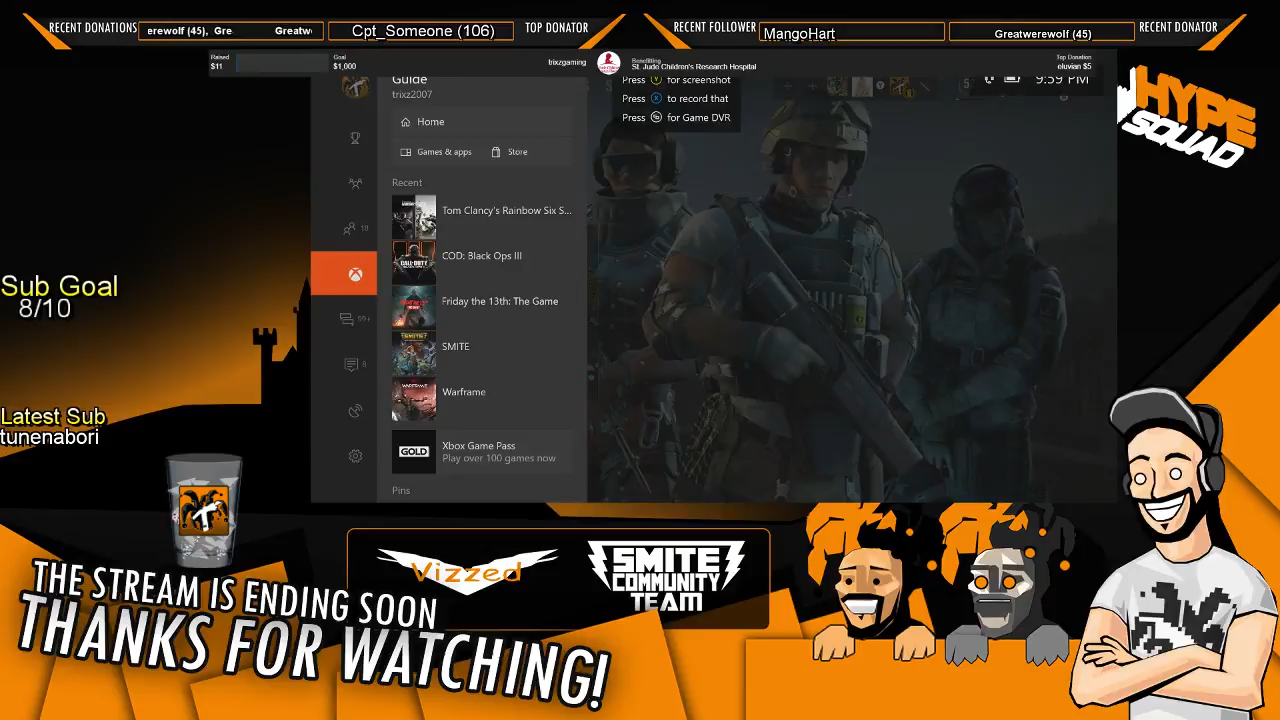 RECENT DONATIONS
erewolf (45), Gre
Greatw
Cpt_Someone (106)
TOP DONATOR
RECENT FOLLOWER
MangoHart
Greatwerewolf (45)
RECENT DONATOR
Raised
$11
Goal
$1,000
trixzgaming
Benefitting
St. Jude Children's Research Hospital
Top Donator
eluvian $5
Guide
trixz2007
Press Y for screenshot
Press X to record that
Press for Game DVR
9:59 PM
HYPE
SQUAD
Home
Games & apps
Store
Recent
Tom Clancy's Rainbow Six S...
COD: Black Ops III
Friday the 13th: The Game
SMITE
Warframe
GOLD
Xbox Game Pass
Play over 100 games now
Pins
18
99+
8
Sub Goal
8/10
Latest Sub
tunenabori
Vizzed
SMITE
COMMUNITY
TEAM
THE STREAM IS ENDING SOON
THANKS FOR WATCHING!